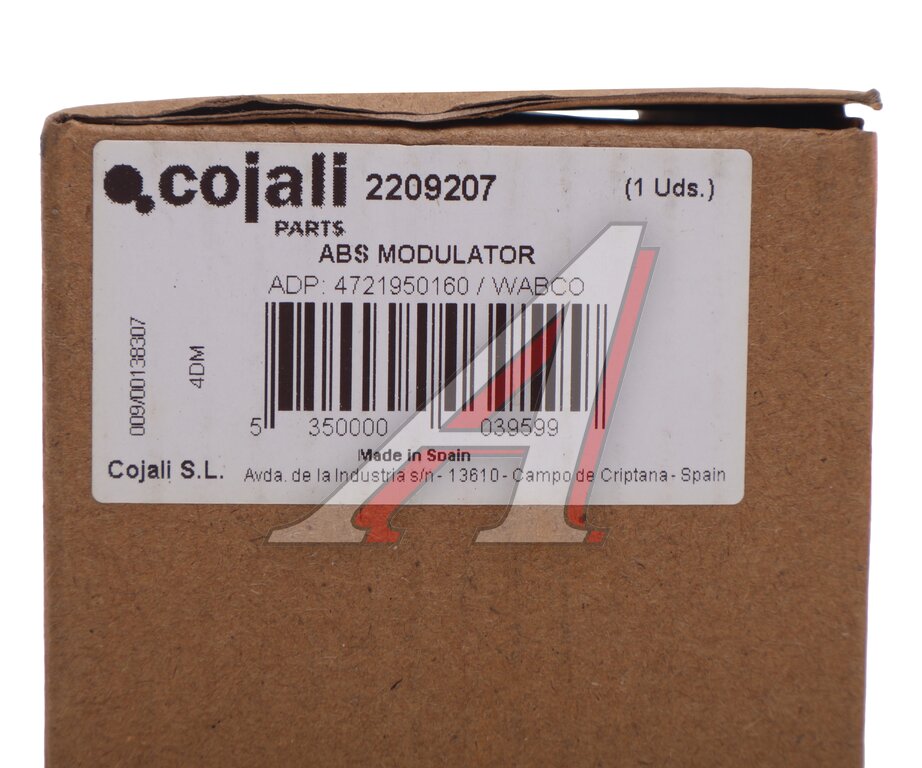 cojali 2209207 (1 Uds.)
PARTS
ABS MODULATOR
ADP: 4721950160 / WABCO
009/00138307
4DM
5 350000 039599
Made in Spain
Cojali S.L. Avda. de la Industria s/n - 13610 - Campo de Criptana - Spain